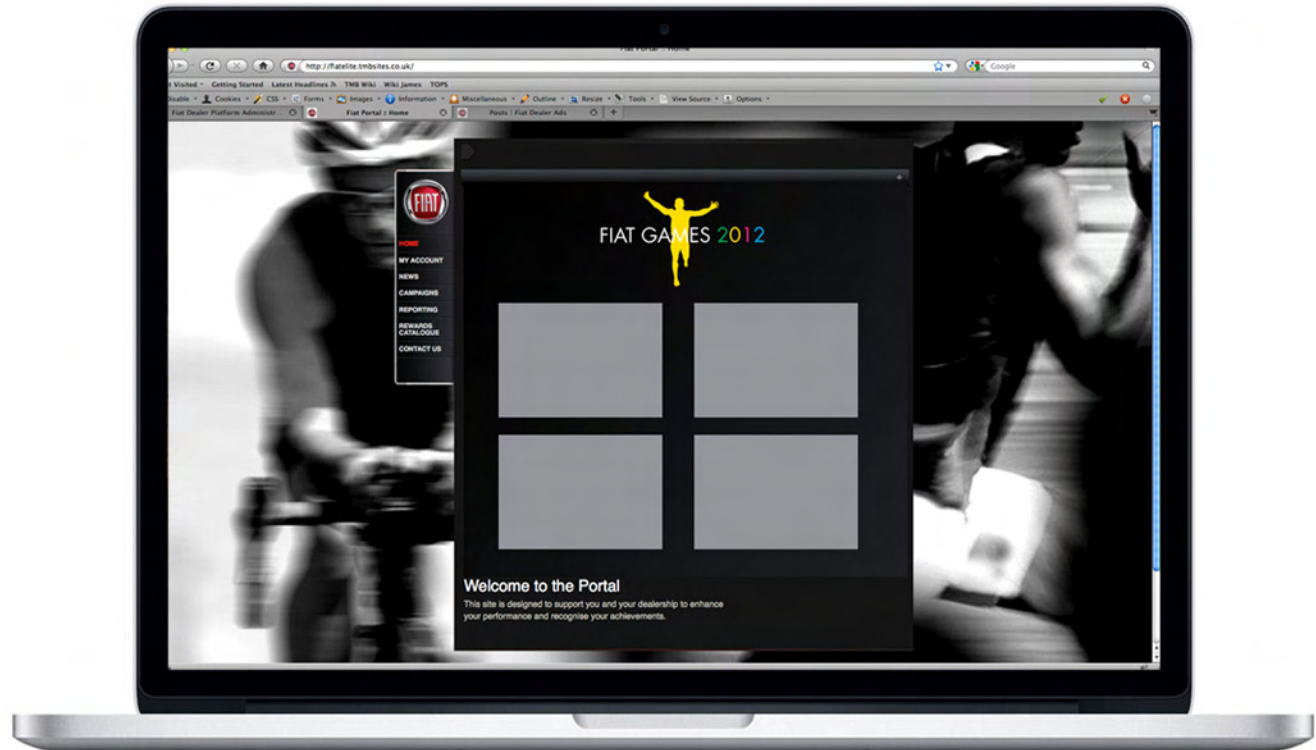 Fiat Portal :: Home
http://fiatelite.tmbsites.co.uk/
Google
t Visited Getting Started Latest Headlines TMB Wiki Wiki James TOPS
Disable Cookies CSS Forms Images Information Miscellaneous Outline Resize Tools View Source Options
Fiat Dealer Platform Administr... Fiat Portal :: Home Posts | Fiat Dealer Ads
FIAT
HOME
MY ACCOUNT
NEWS
CAMPAIGNS
REPORTING
REWARDS
CATALOGUE
CONTACT US
FIAT GAMES 2012
Welcome to the Portal
This site is designed to support you and your dealership to enhance
your performance and recognise your achievements.